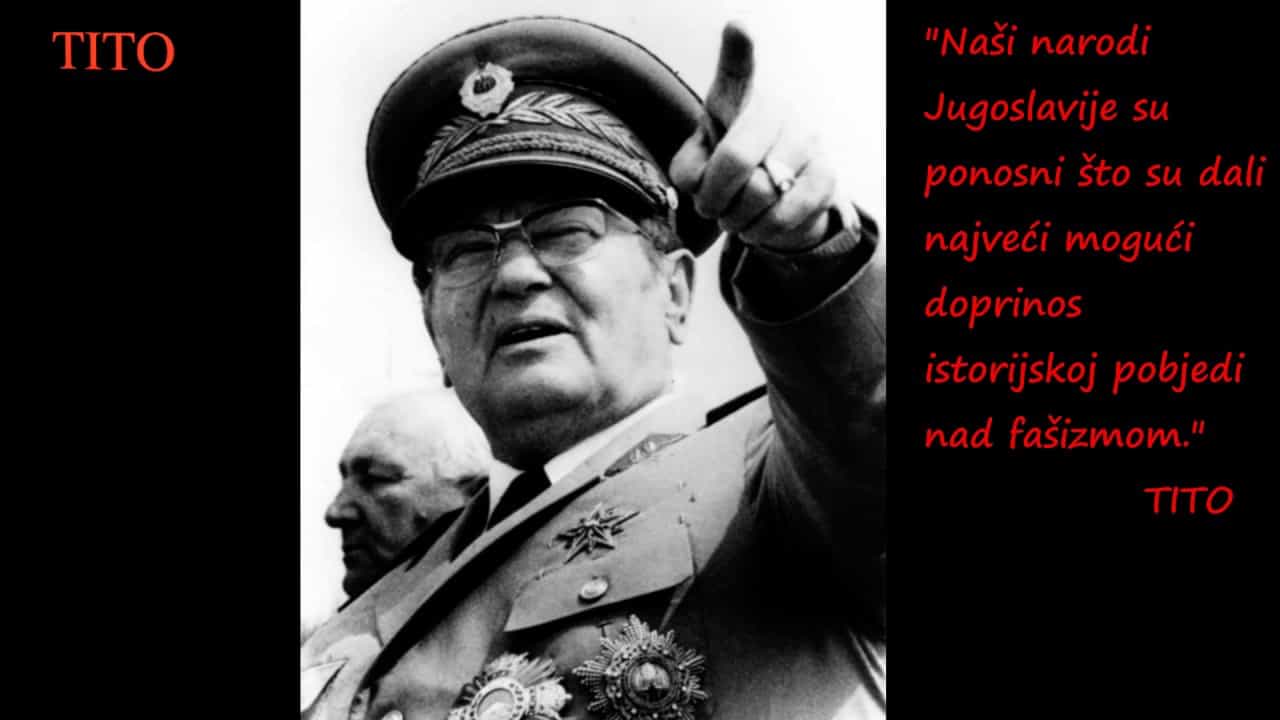 TITO
"Naši narodi
Jugoslavije su
ponosni što su dali
najveći mogući
doprinos
istorijskoj pobjedi
nad fašizmom."
TITO